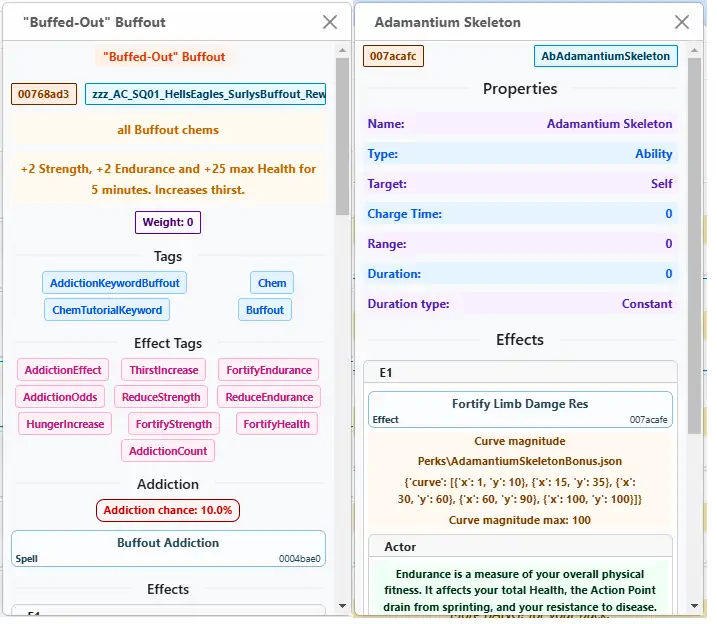 "Buffed-Out" Buffout
"Buffed-Out" Buffout
00768ad3
zzz_AC_SQ01_HellsEagles_SurlysBuffout_Rew
all Buffout chems
+2 Strength, +2 Endurance and +25 max Health for
5 minutes. Increases thirst.
Weight: 0
Tags
AddictionKeywordBuffout
Chem
ChemTutorialKeyword
Buffout
Effect Tags
AddictionEffect
ThirstIncrease
FortifyEndurance
AddictionOdds
ReduceStrength
ReduceEndurance
HungerIncrease
FortifyStrength
FortifyHealth
AddictionCount
Addiction
Addiction chance: 10.0%
Buffout Addiction
Spell
0004bae0
Effects
E1
Adamantium Skeleton
007acafc
AbAdamantiumSkeleton
Properties
Name: Adamantium Skeleton
Type: Ability
Target: Self
Charge Time: 0
Range: 0
Duration: 0
Duration type: Constant
Effects
E1
Fortify Limb Damge Res
Effect
007acafe
Curve magnitude
Perks\AdamantiumSkeletonBonus.json
{'curve': [{'x': 1, 'y': 10}, {'x': 15, 'y': 35}, {'x':
30, 'y': 60}, {'x': 60, 'y': 90}, {'x': 100, 'y': 100}]}
Curve magnitude max: 100
Actor
Endurance is a measure of your overall physical
fitness. It affects your total Health, the Action Point
drain from sprinting, and your resistance to disease.